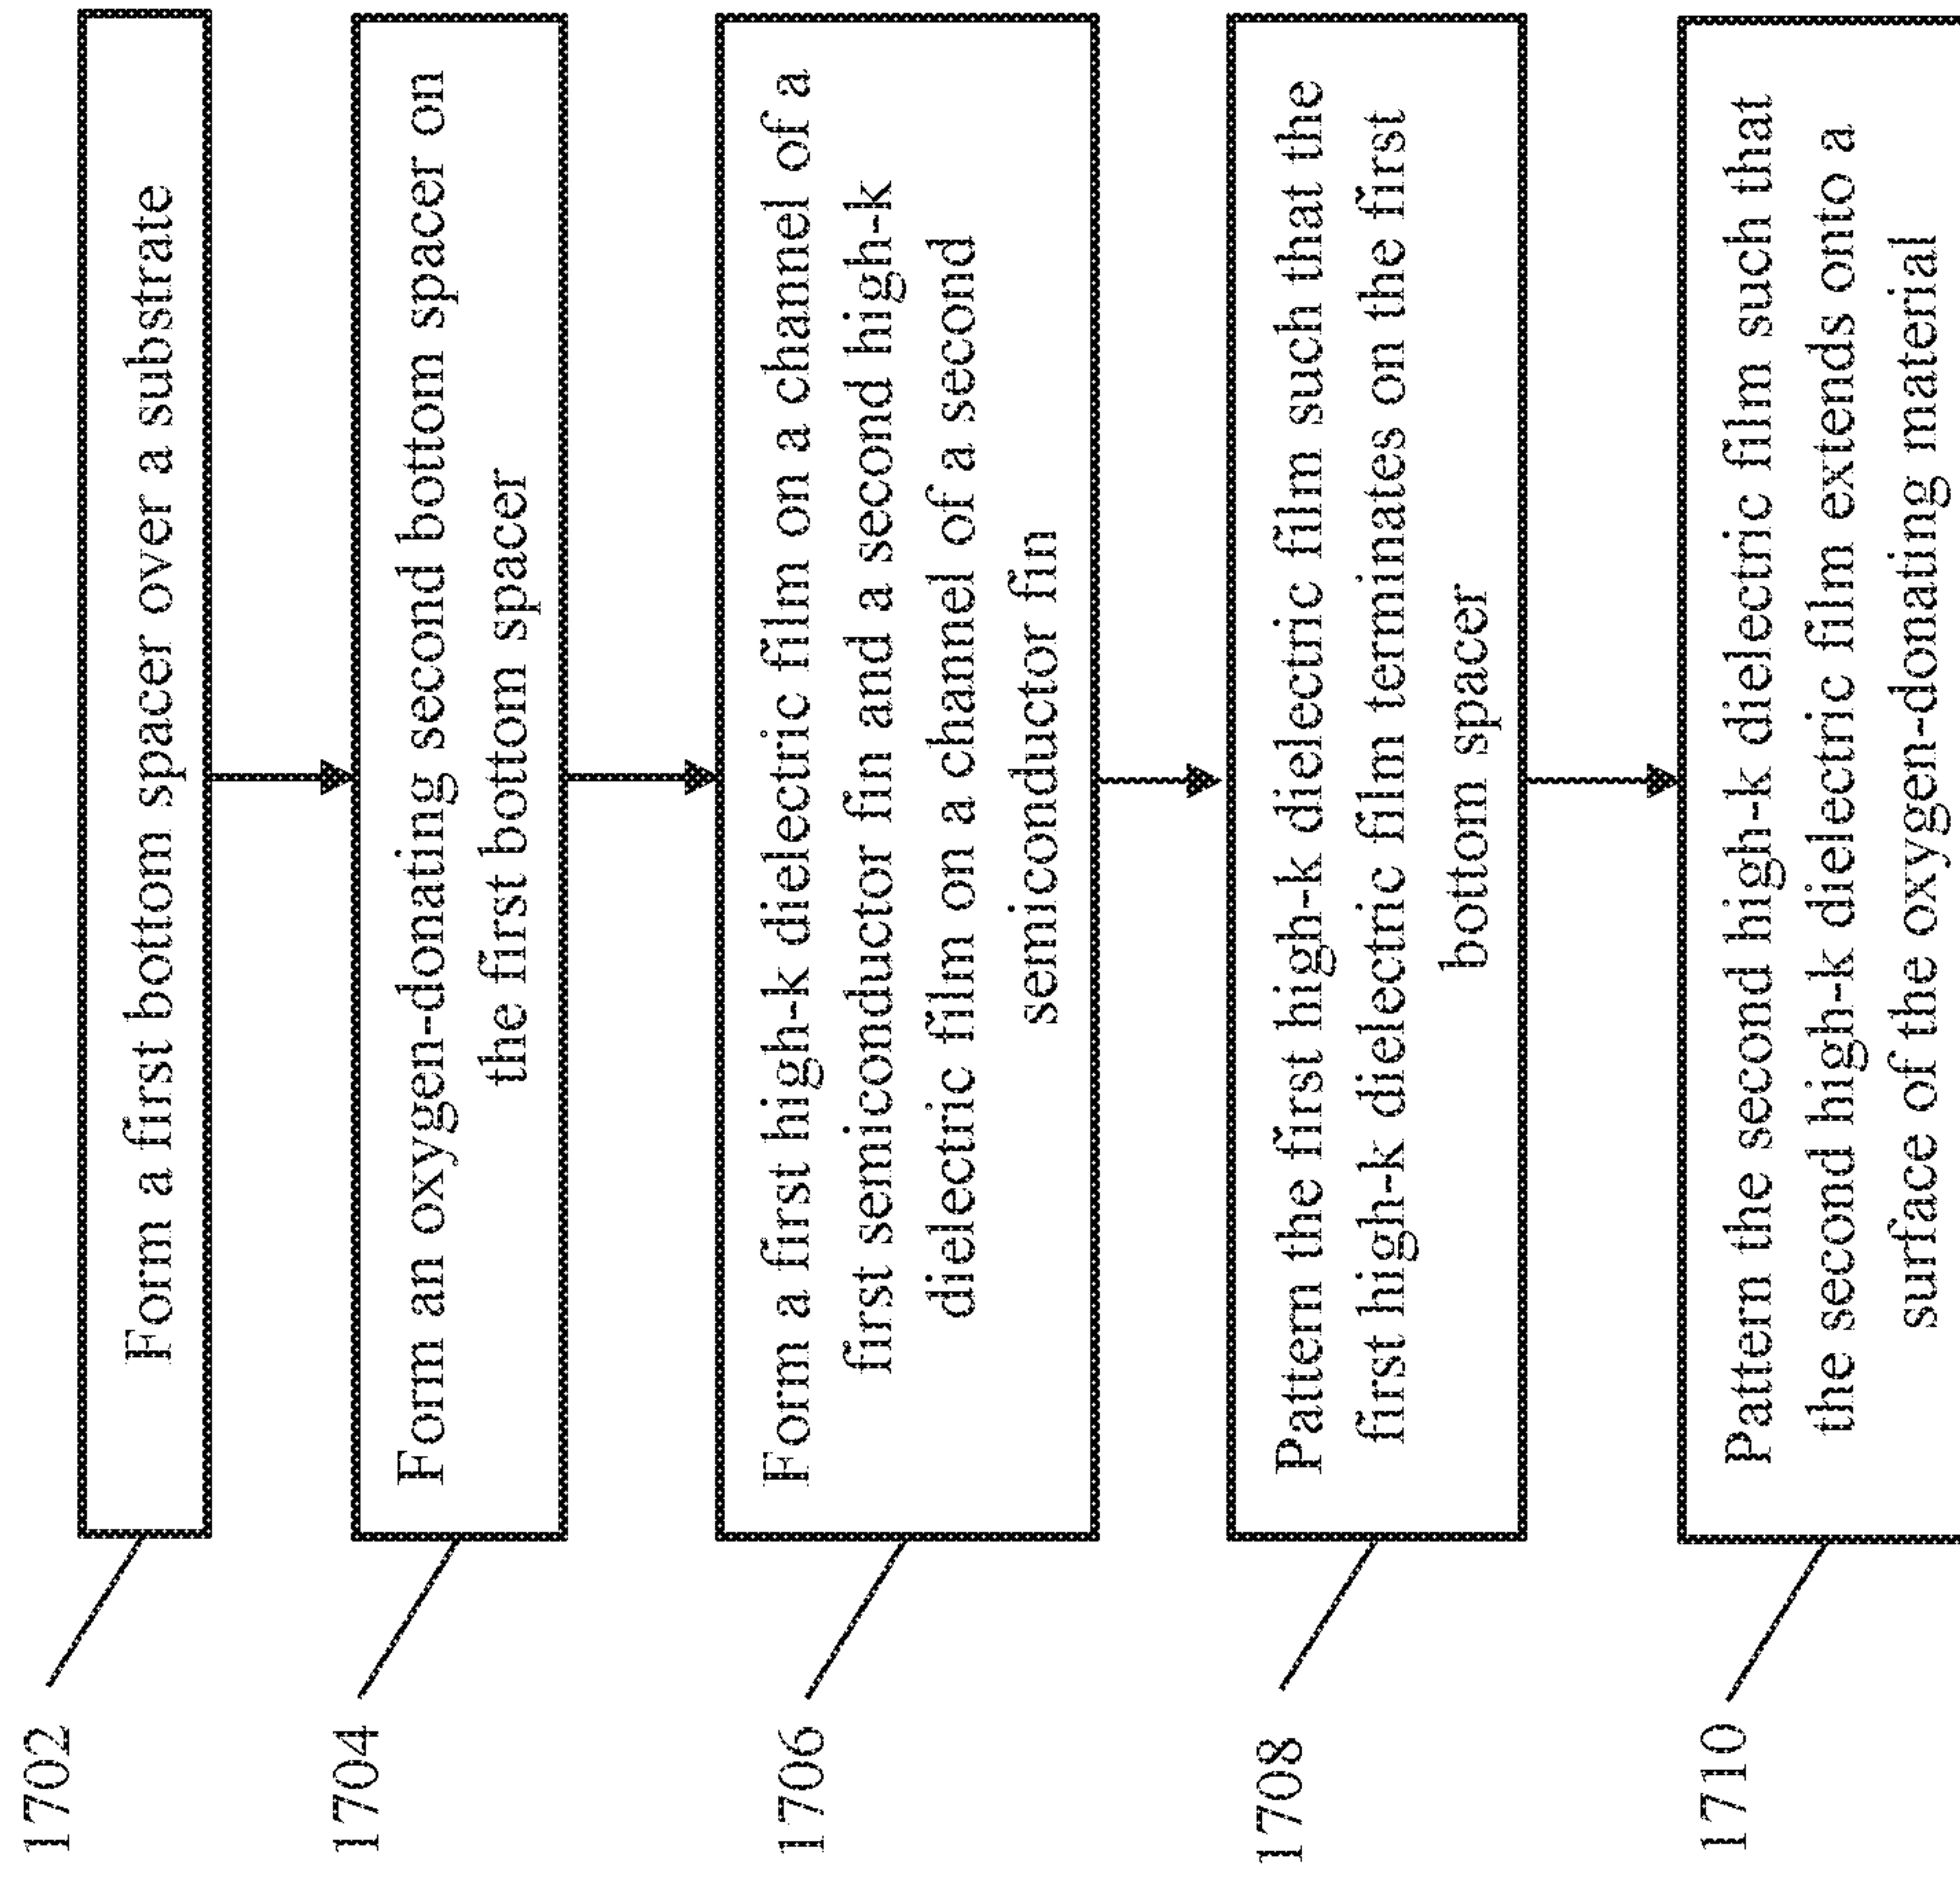 1702
Form a first bottom spacer over a substrate
1704
Form an oxygen-donating second bottom spacer on
the first bottom spacer
1706
Form a first high-k dielectric film on a channel of a
first semiconductor fin and a second high-k
dielectric film on a channel of a second
semiconductor fin
1708
Pattern the first high-k dielectric film such that the
first high-k dielectric film terminates on the first
bottom spacer
1710
Pattern the second high-k dielectric film such that
the second high-k dielectric film extends onto a
surface of the oxygen-donating material